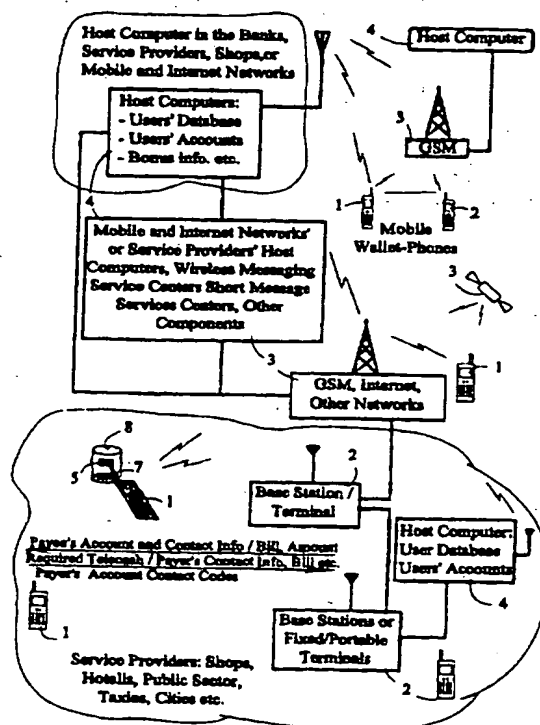 Host Computer in the Banks,
Service Providers, Shops,or
Mobile and Internet Networks
Host Computers:
- Users' Database
- Users' Accounts
- Bonus Info. etc.
4
4
Host Computer
3
GSM
1
2
Mobile
Wallet-Phones
Mobile and Internet Networks'
or Service Providers' Host
Computers, Wireless Messaging
Service Centers Short Message
Services Centers, Other
Components
3
3
1
GSM, Internet,
Other Networks
8
5
7
1
2
Base Station /
Terminal
Payer's Account and Contact Info / Bill, Amount
Required Telecash / Payer's Contact Info, Bill etc.
Payer's Account Contact Codes
Host Computer:
User Database
Users' Accounts
4
1
Base Stations or
Fixed/Portable
Terminals
2
Service Providers: Shops,
Hotells, Public Sector,
Taxies, Cities etc.